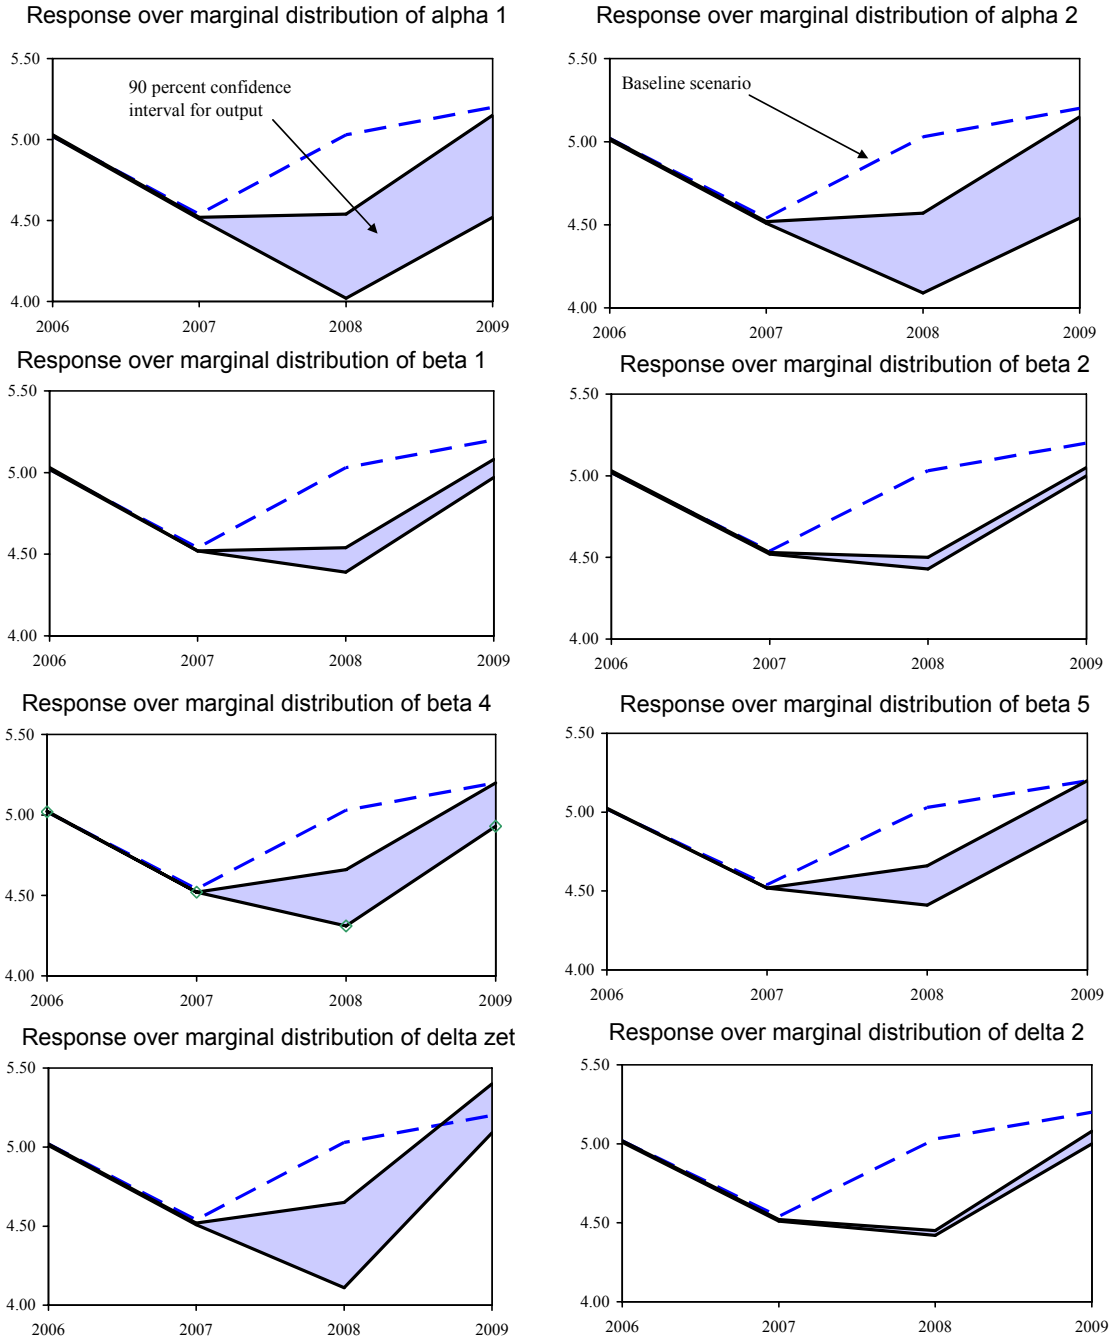 Response over marginal distribution of alpha 1
5.50
90 percent confidence
interval for output
5.00
4.50
4.00
2006 2007 2008 2009
Response over marginal distribution of alpha 2
5.50
Baseline scenario
5.00
4.50
4.00
2006 2007 2008 2009
Response over marginal distribution of beta 1
5.50
5.00
4.50
4.00
2006 2007 2008 2009
Response over marginal distribution of beta 2
5.50
5.00
4.50
4.00
2006 2007 2008 2009
Response over marginal distribution of beta 4
5.50
5.00
4.50
4.00
2006 2007 2008 2009
Response over marginal distribution of beta 5
5.50
5.00
4.50
4.00
2006 2007 2008 2009
Response over marginal distribution of delta zet
5.50
5.00
4.50
4.00
2006 2007 2008 2009
Response over marginal distribution of delta 2
5.50
5.00
4.50
4.00
2006 2007 2008 2009